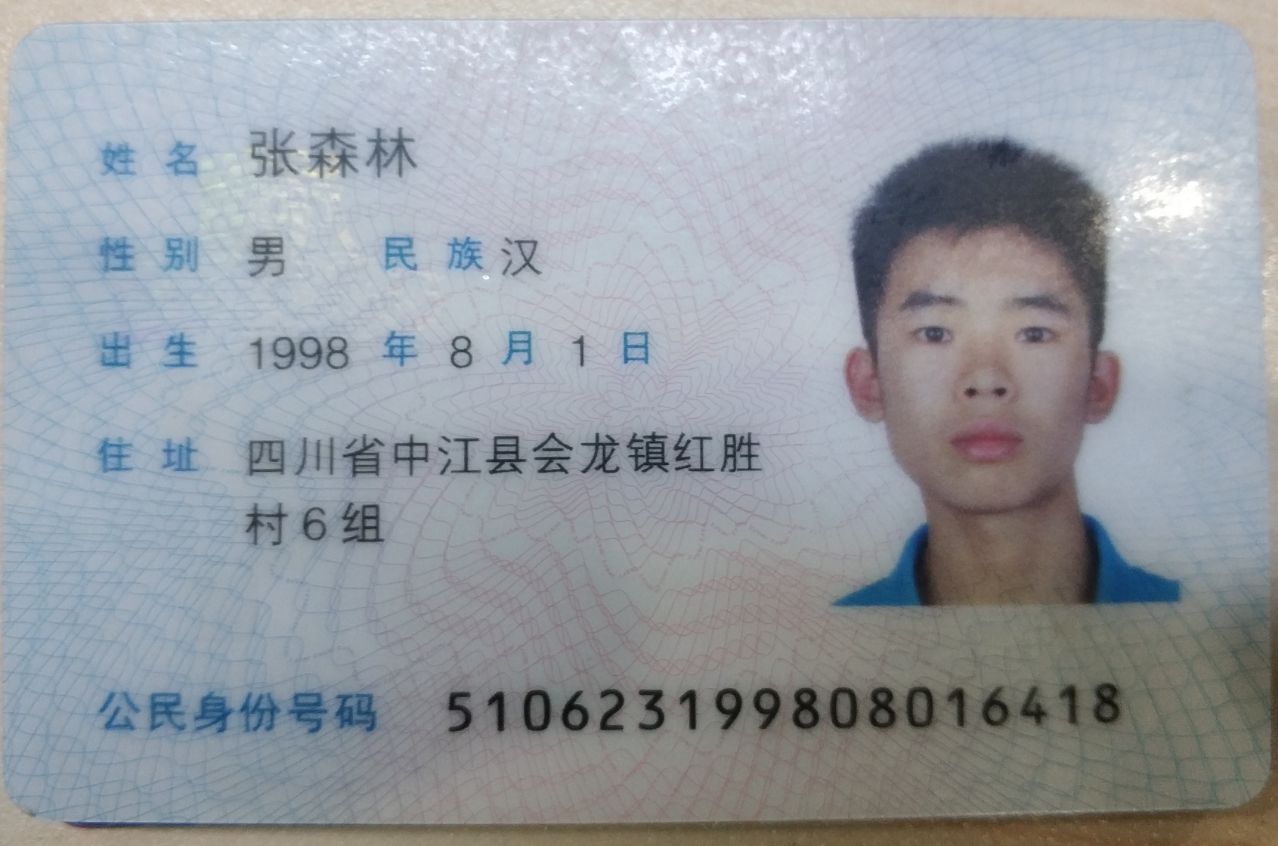 姓名 张森林
性别 男 民族 汉
出生 1998 年 8 月 1 日
住址 四川省中江县会龙镇红胜
村6组
公民身份号码 510623199808016418